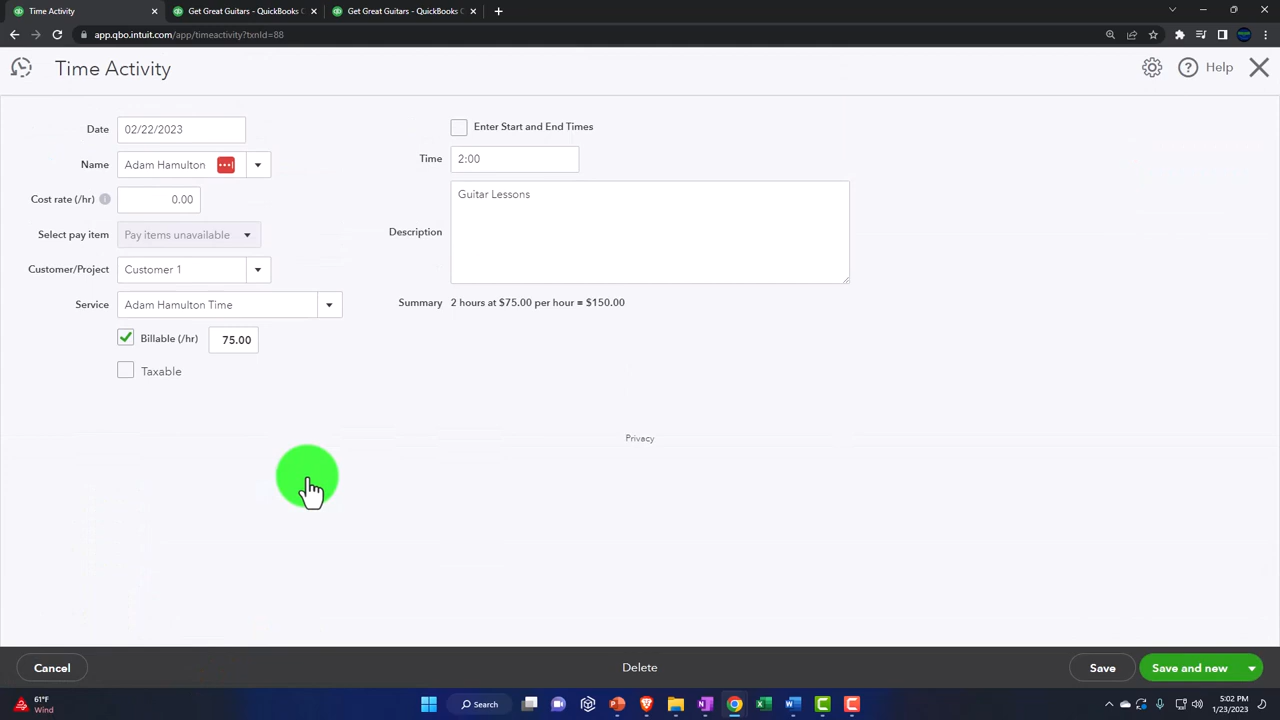 Time Activity
Get Great Guitars - QuickBooks C
Get Great Guitars - QuickBooks C
app.qbo.intuit.com/app/timeactivity?txnId=88
Time Activity
Help
Date 02/22/2023
Enter Start and End Times
Name Adam Hamulton
Time 2:00
Cost rate (/hr) 0.00
Guitar Lessons
Description
Select pay item Pay items unavailable
Customer/Project Customer 1
Service Adam Hamulton Time
Summary 2 hours at $75.00 per hour = $150.00
Billable (/hr) 75.00
Taxable
Privacy
Cancel
Delete
Save
Save and new
61°F
Wind
Search
5:02 PM
1/23/2023